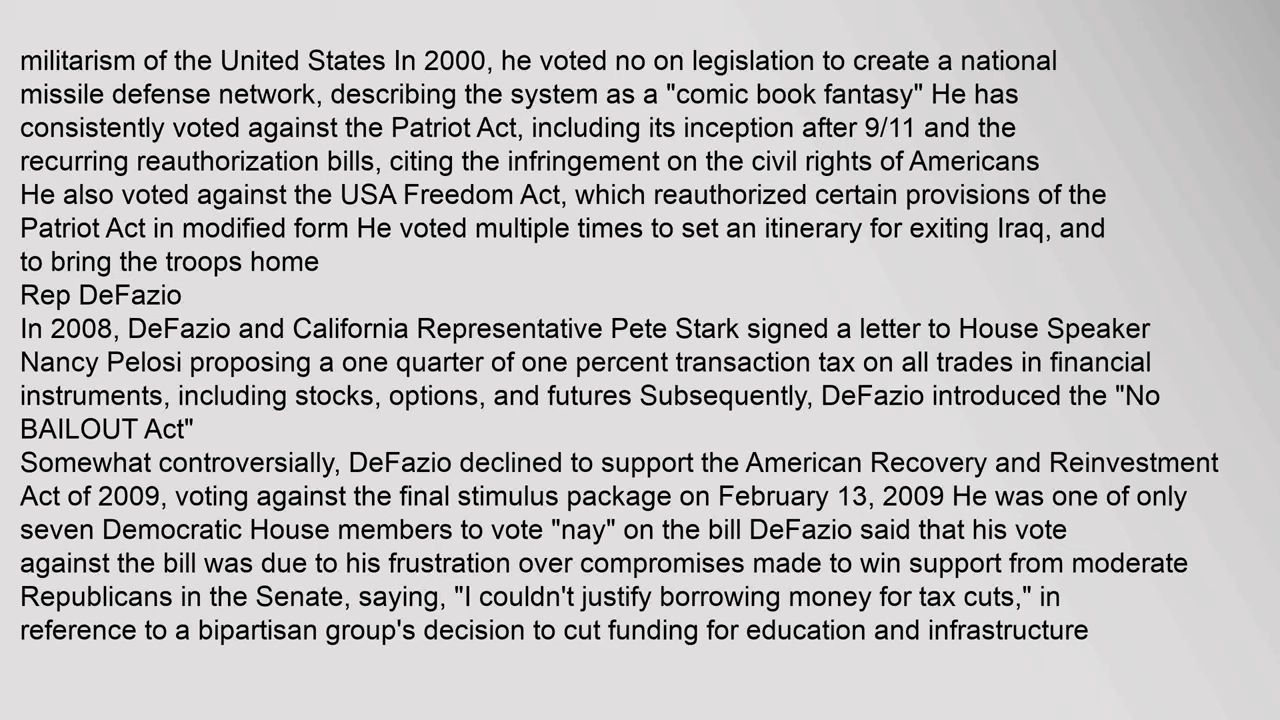 militarism of the United States In 2000, he voted no on legislation to create a national
missile defense network, describing the system as a "comic book fantasy" He has
consistently voted against the Patriot Act, including its inception after 9/11 and the
recurring reauthorization bills, citing the infringement on the civil rights of Americans
He also voted against the USA Freedom Act, which reauthorized certain provisions of the
Patriot Act in modified form He voted multiple times to set an itinerary for exiting Iraq, and
to bring the troops home
Rep DeFazio
In 2008, DeFazio and California Representative Pete Stark signed a letter to House Speaker
Nancy Pelosi proposing a one quarter of one percent transaction tax on all trades in financial
instruments, including stocks, options, and futures Subsequently, DeFazio introduced the "No
BAILOUT Act"
Somewhat controversially, DeFazio declined to support the American Recovery and Reinvestment
Act of 2009, voting against the final stimulus package on February 13, 2009 He was one of only
seven Democratic House members to vote "nay" on the bill DeFazio said that his vote
against the bill was due to his frustration over compromises made to win support from moderate
Republicans in the Senate, saying, "I couldn't justify borrowing money for tax cuts," in
reference to a bipartisan group's decision to cut funding for education and infrastructure